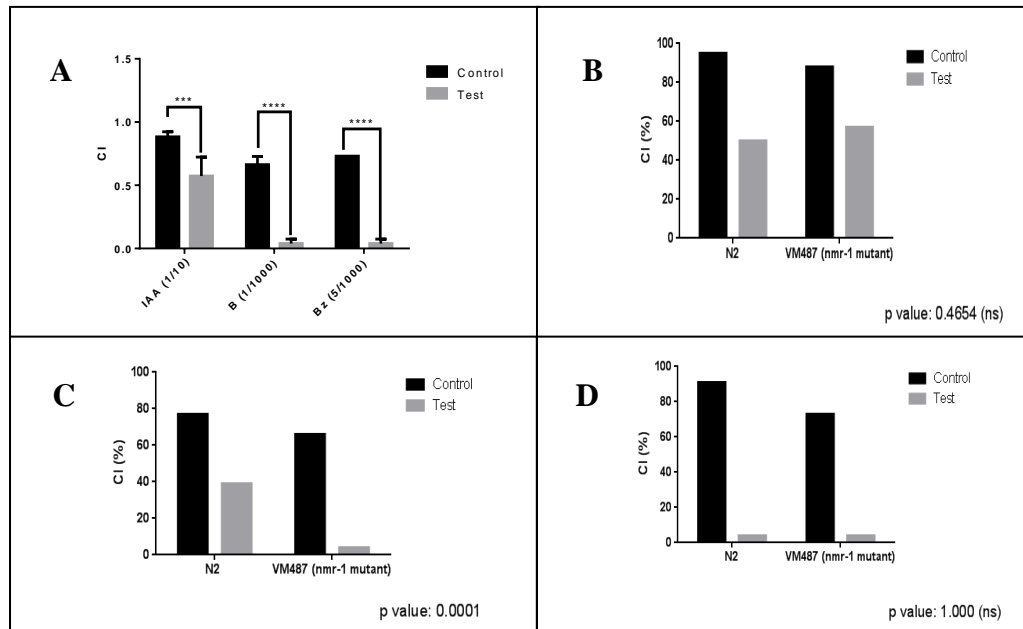 A
1.5
1.0
0.5
0.0
CI
***
****
****
Control
Test
IAA (1/10)
B (1/1000)
Bz (5/1000)
B
100
80
60
40
20
0
CI (%)
Control
Test
N2
VM487 (nmr-1 mutant)
p value: 0.4654 (ns)
C
100
80
60
40
20
0
CI (%)
Control
Test
N2
VM487 (nmr-1 mutant)
p value: 0.0001
D
100
80
60
40
20
0
CI (%)
Control
Test
N2
VM487 (nmr-1 mutant)
p value: 1.000 (ns)